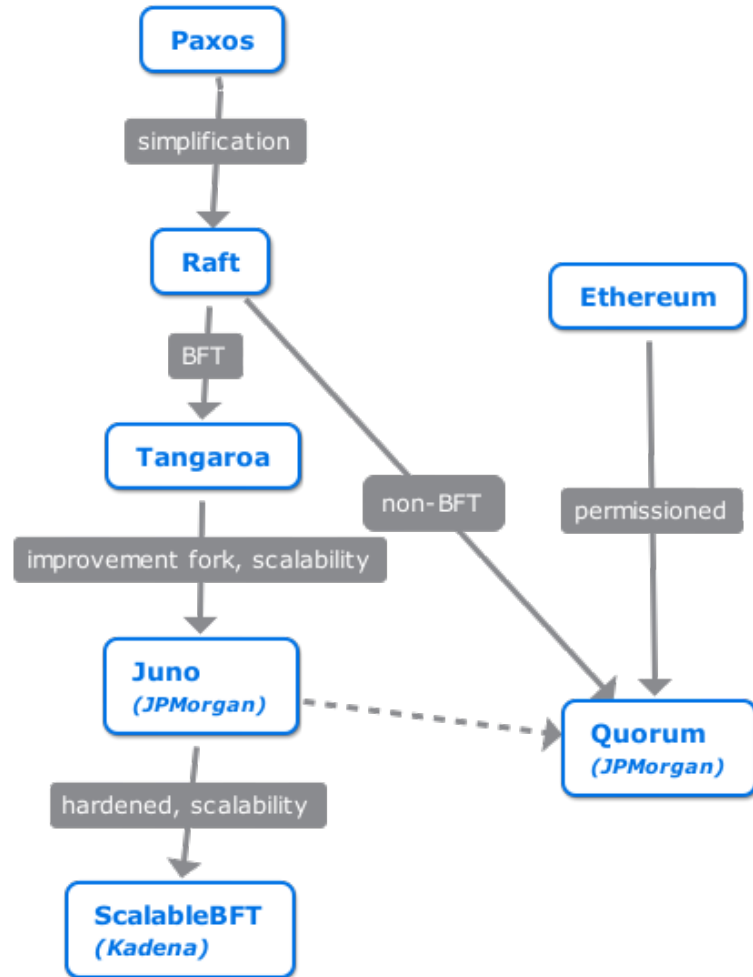 Paxos
simplification
Raft
Ethereum
BFT
Tangaroa
non-BFT
permissioned
improvement fork, scalability
Juno
(JPMorgan)
Quorum
(JPMorgan)
hardened, scalability
ScalableBFT
(Kadena)